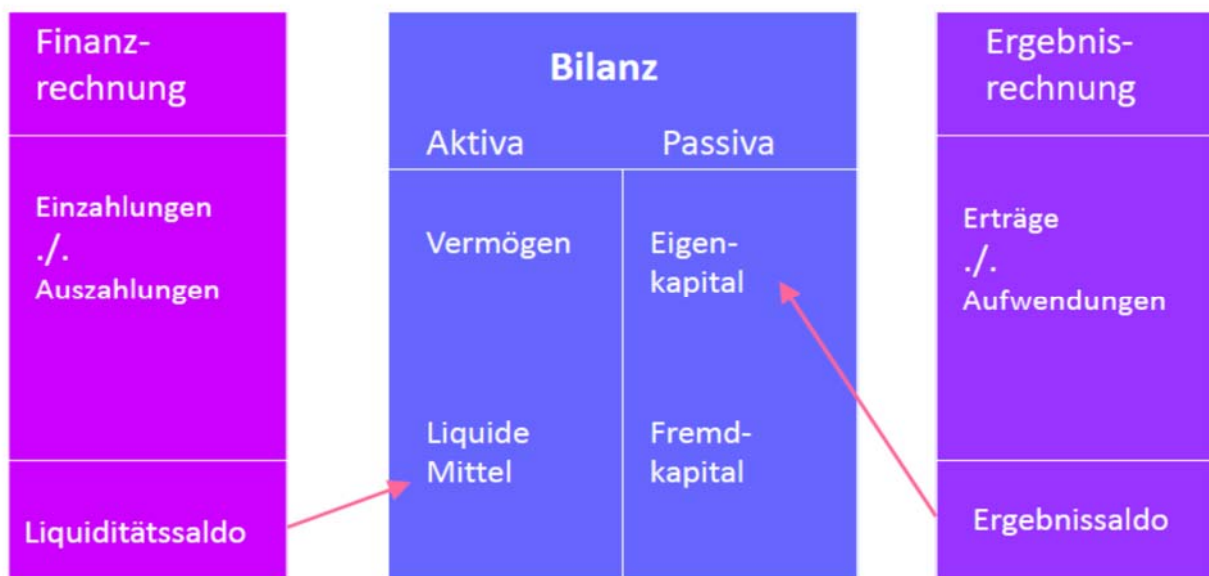 Finanz-
rechnung
Einzahlungen
./.
Auszahlungen
Liquiditätssaldo
Bilanz
Aktiva
Passiva
Vermögen
Eigen-
kapital
Liquide
Mittel
Fremd-
kapital
Ergebnis-
rechnung
Erträge
./.
Aufwendungen
Ergebnissaldo